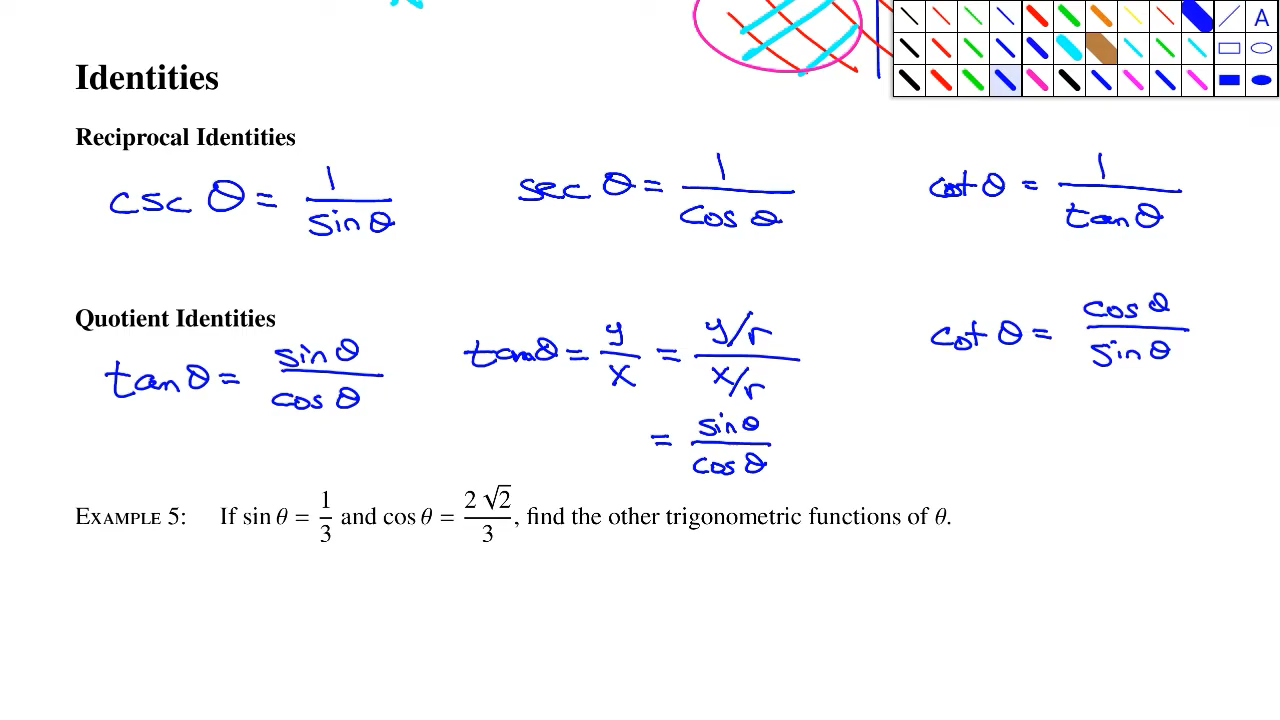 A
Identities
Reciprocal Identities
csc θ = 1/sin θ    sec θ = 1/cos θ    cot θ = 1/tan θ
Quotient Identities
tan θ = sin θ/cos θ    tan θ = y/x = (y/r)/(x/r)    cot θ = cos θ/sin θ
= sin θ/cos θ
EXAMPLE 5: If sin θ = 1/3 and cos θ = 2√2/3, find the other trigonometric functions of θ.